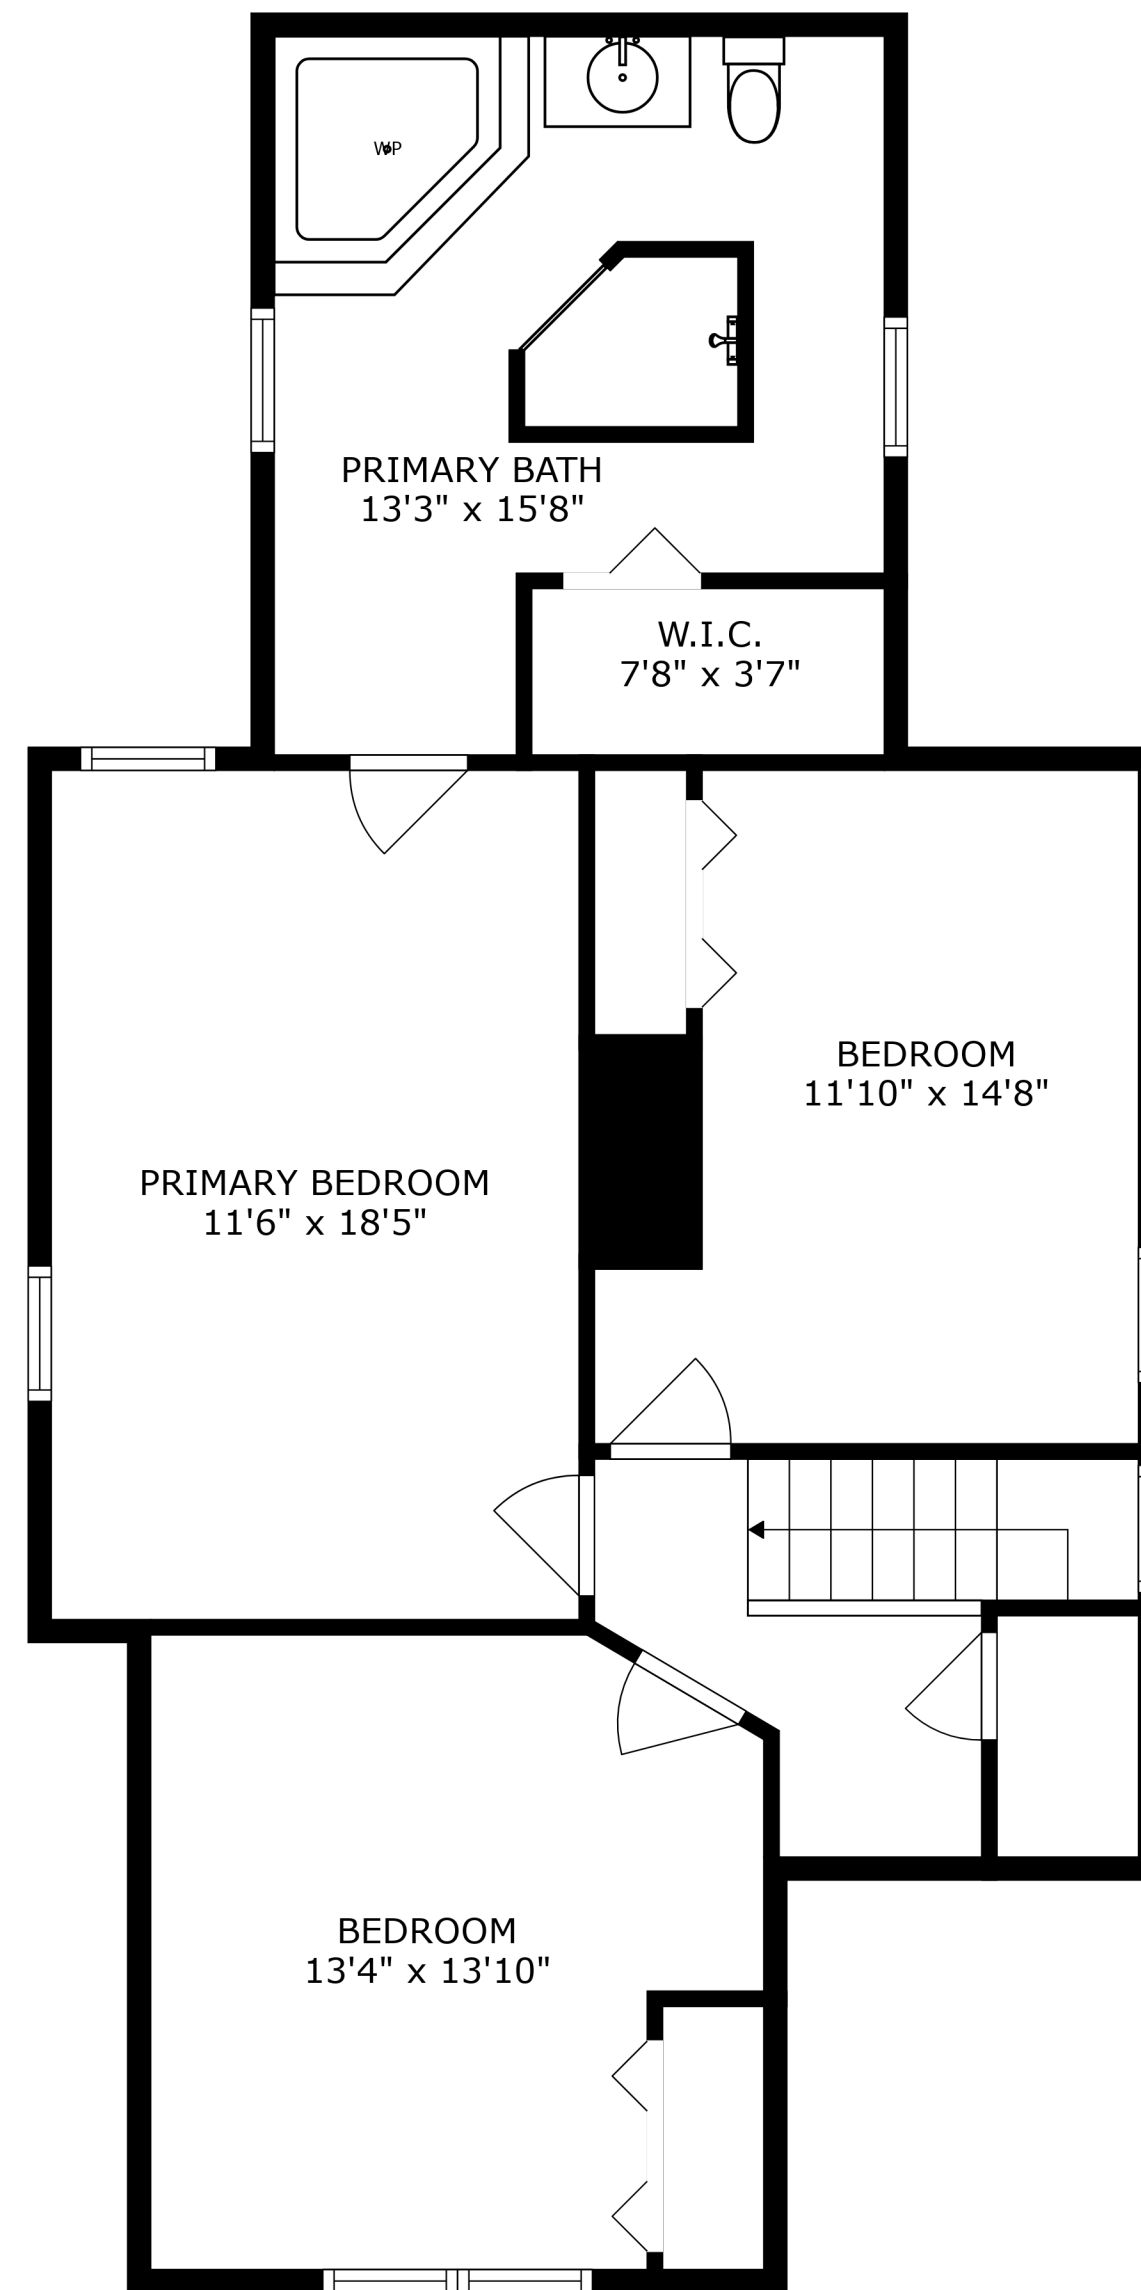 WP
PRIMARY BATH
13'3" x 15'8"
W.I.C.
7'8" x 3'7"
BEDROOM
11'10" x 14'8"
PRIMARY BEDROOM
11'6" x 18'5"
BEDROOM
13'4" x 13'10"